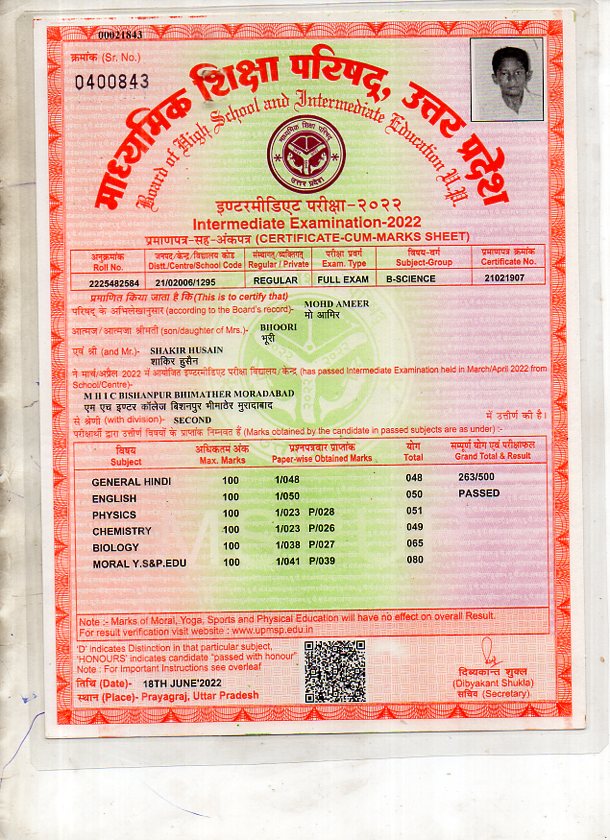 00021843
क्रमांक (Sr. No.)
0400843
माध्यमिक शिक्षा परिषद्, उत्तर प्रदेश
Board of High School and Intermediate Education U.P.
माध्यमिक शिक्षा परिषद
उत्तर प्रदेश
इण्टरमीडिएट परीक्षा-२०२२
Intermediate Examination-2022
प्रमाणपत्र-सह-अंकपत्र (CERTIFICATE-CUM-MARKS SHEET)
अनुक्रमांक जनपद/केन्द्र/विद्यालय कोड संस्थागत/व्यक्तिगत परीक्षा प्रवर्ग विषय-वर्ग प्रमाणपत्र क्रमांक
Roll No. Distt./Centre/School Code Regular / Private Exam. Type Subject-Group Certificate No.
2225482584 21/02006/1295 REGULAR FULL EXAM B-SCIENCE 21021907
प्रमाणित किया जाता है कि (This is to certify that)
परिषद् के अभिलेखानुसार (according to the Board's record)- MOHD AMEER
मो आमिर
आत्मज/आत्मजा श्रीमती (son/daughter of Mrs.)- BHOORI
भूरी
एवं श्री (and Mr.)- SHAKIR HUSAIN
शाकिर हुसैन
ने मार्च/अप्रैल 2022 में आयोजित इण्टरमीडिएट परीक्षा विद्यालय/केन्द्र (has passed Intermediate Examination held in March/April 2022 from
School/Centre)-
M H I C BISHANPUR BHIMATHER MORADABAD
एम एच इण्टर कॉलेज बिशनपुर भीमाठेर मुरादाबाद
से श्रेणी (with division)- SECOND में उत्तीर्ण की है।
परीक्षार्थी द्वारा उत्तीर्ण विषयों के प्राप्तांक निम्नवत हैं (Marks obtained by the candidate in passed subjects are as under) :-
विषय अधिकतम अंक प्रश्नपत्रवार प्राप्तांक योग सम्पूर्ण योग एवं परीक्षाफल
Subject Max. Marks Paper-wise Obtained Marks Total Grand Total & Result
GENERAL HINDI 100 1/048 048 263/500
ENGLISH 100 1/050 050 PASSED
PHYSICS 100 1/023 P/028 051
CHEMISTRY 100 1/023 P/026 049
BIOLOGY 100 1/038 P/027 065
MORAL Y.S&P.EDU 100 1/041 P/039 080
Note :- Marks of Moral, Yoga, Sports and Physical Education will have no effect on overall Result.
For result verification visit website : www.upmsp.edu.in
'D' indicates Distinction in that particular subject,
'HONOURS' indicates candidate "passed with honour"
Note : For Important Instructions see overleaf
तिथि (Date)- 18TH JUNE'2022
स्थान (Place)- Prayagraj, Uttar Pradesh
दिव्यकान्त शुक्ल
(Dibyakant Shukla)
सचिव (Secretary)